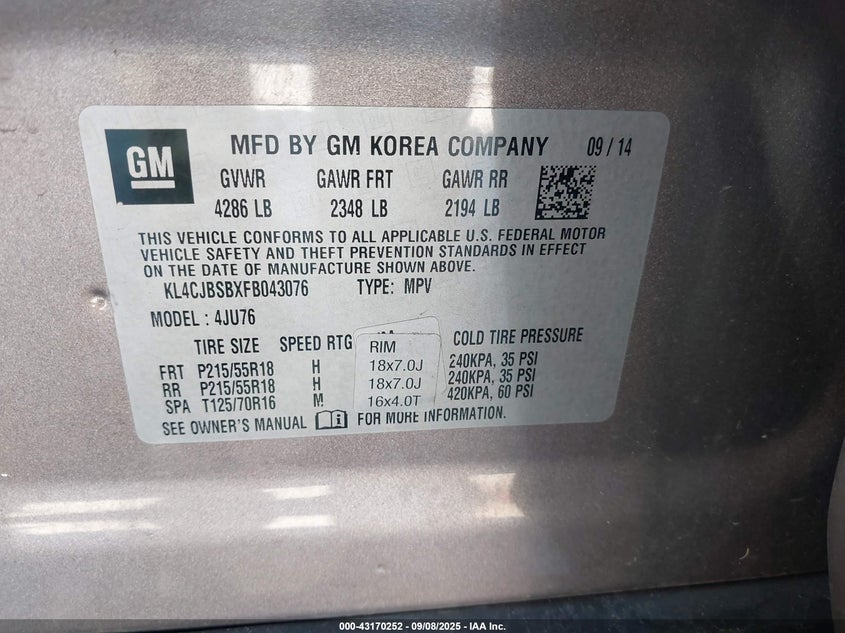 GM
MFD BY GM KOREA COMPANY 09 / 14
GVWR GAWR FRT GAWR RR
4286 LB 2348 LB 2194 LB
THIS VEHICLE CONFORMS TO ALL APPLICABLE U.S. FEDERAL MOTOR
VEHICLE SAFETY AND THEFT PREVENTION STANDARDS IN EFFECT
ON THE DATE OF MANUFACTURE SHOWN ABOVE.
KL4CJBSBXFB043076 TYPE: MPV
MODEL : 4JU76
TIRE SIZE SPEED RTG RIM COLD TIRE PRESSURE
FRT P215/55R18 H 18x7.0J 240KPA, 35 PSI
RR P215/55R18 H 18x7.0J 240KPA, 35 PSI
SPA T125/70R16 M 16x4.0T 420KPA, 60 PSI
SEE OWNER'S MANUAL FOR MORE INFORMATION.
000-43170252 - 09/08/2025 - IAA Inc.